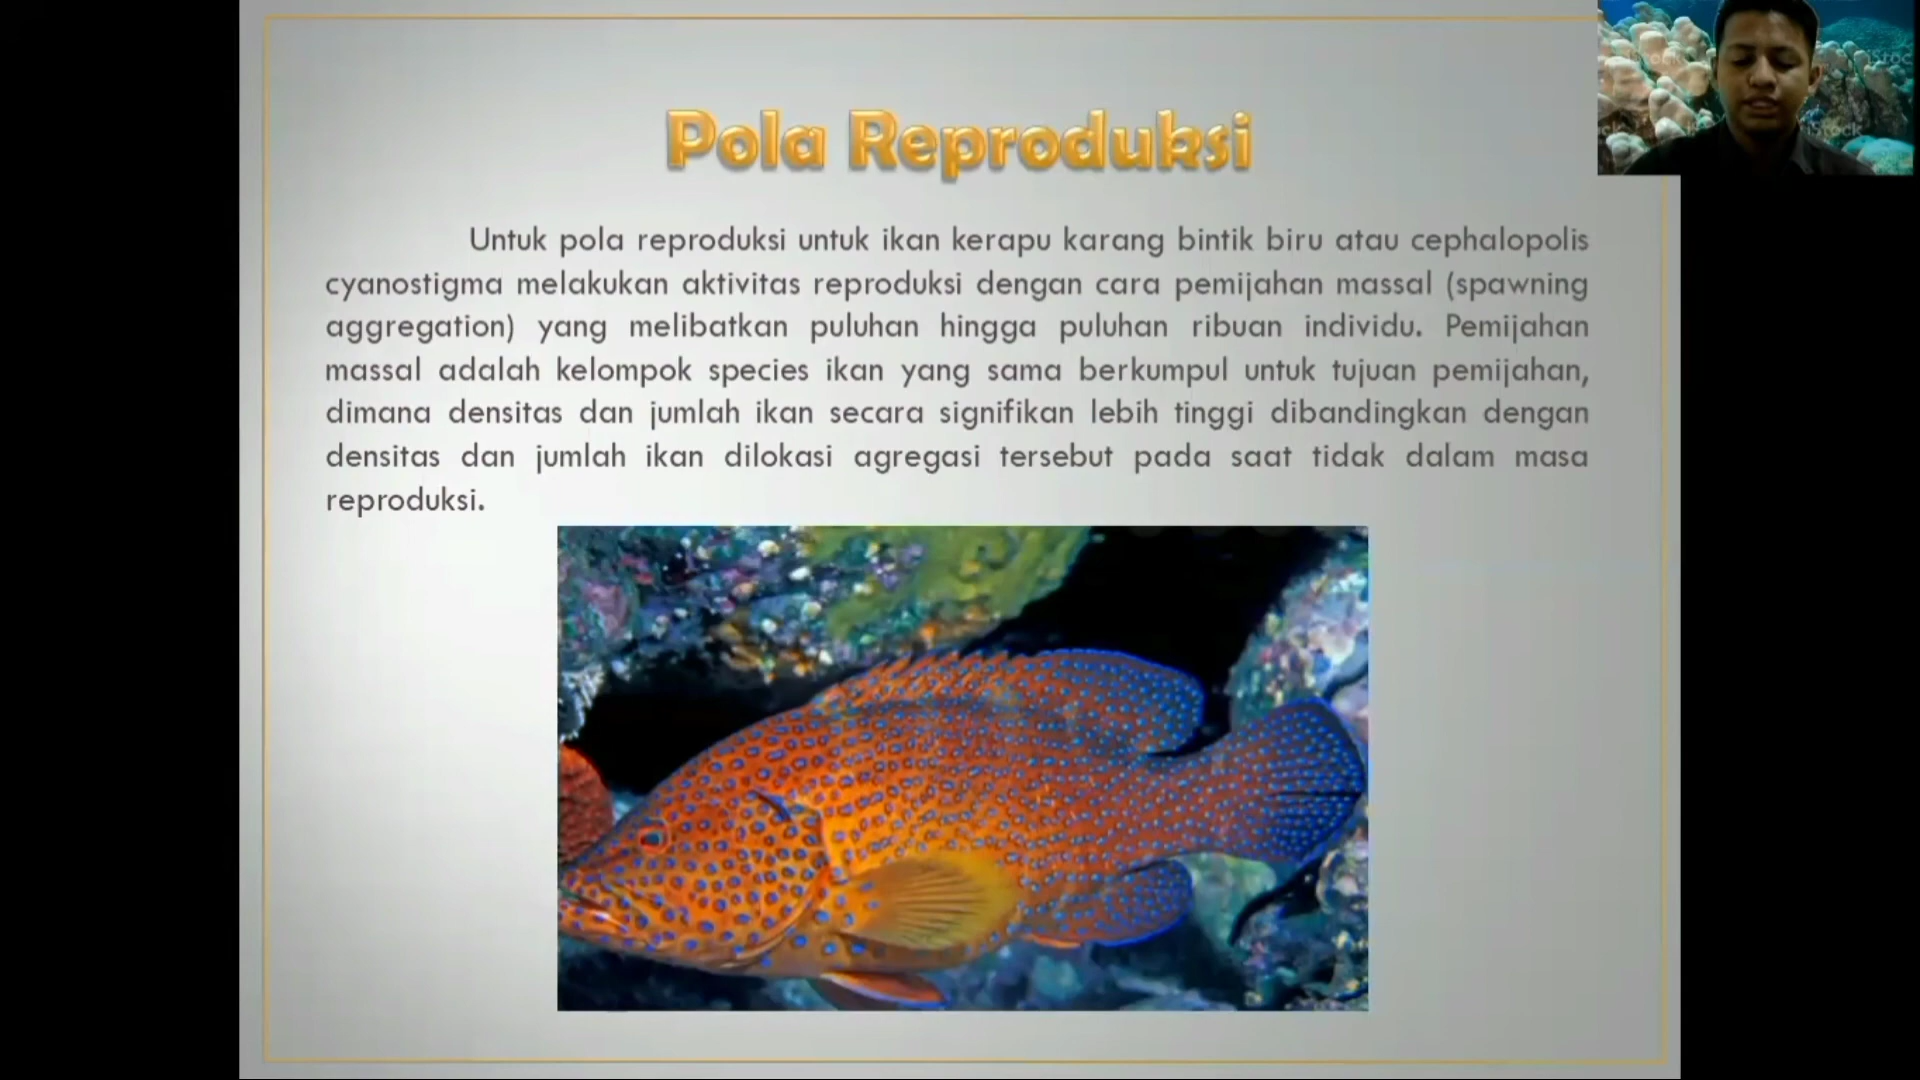 Pola Reproduksi
Untuk pola reproduksi untuk ikan kerapu karang bintik biru atau cephalopolis
cyanostigma melakukan aktivitas reproduksi dengan cara pemijahan massal (spawning
aggregation) yang melibatkan puluhan hingga puluhan ribuan individu. Pemijahan
massal adalah kelompok species ikan yang sama berkumpul untuk tujuan pemijahan,
dimana densitas dan jumlah ikan secara signifikan lebih tinggi dibandingkan dengan
densitas dan jumlah ikan dilokasi agregasi tersebut pada saat tidak dalam masa
reproduksi.
iStock